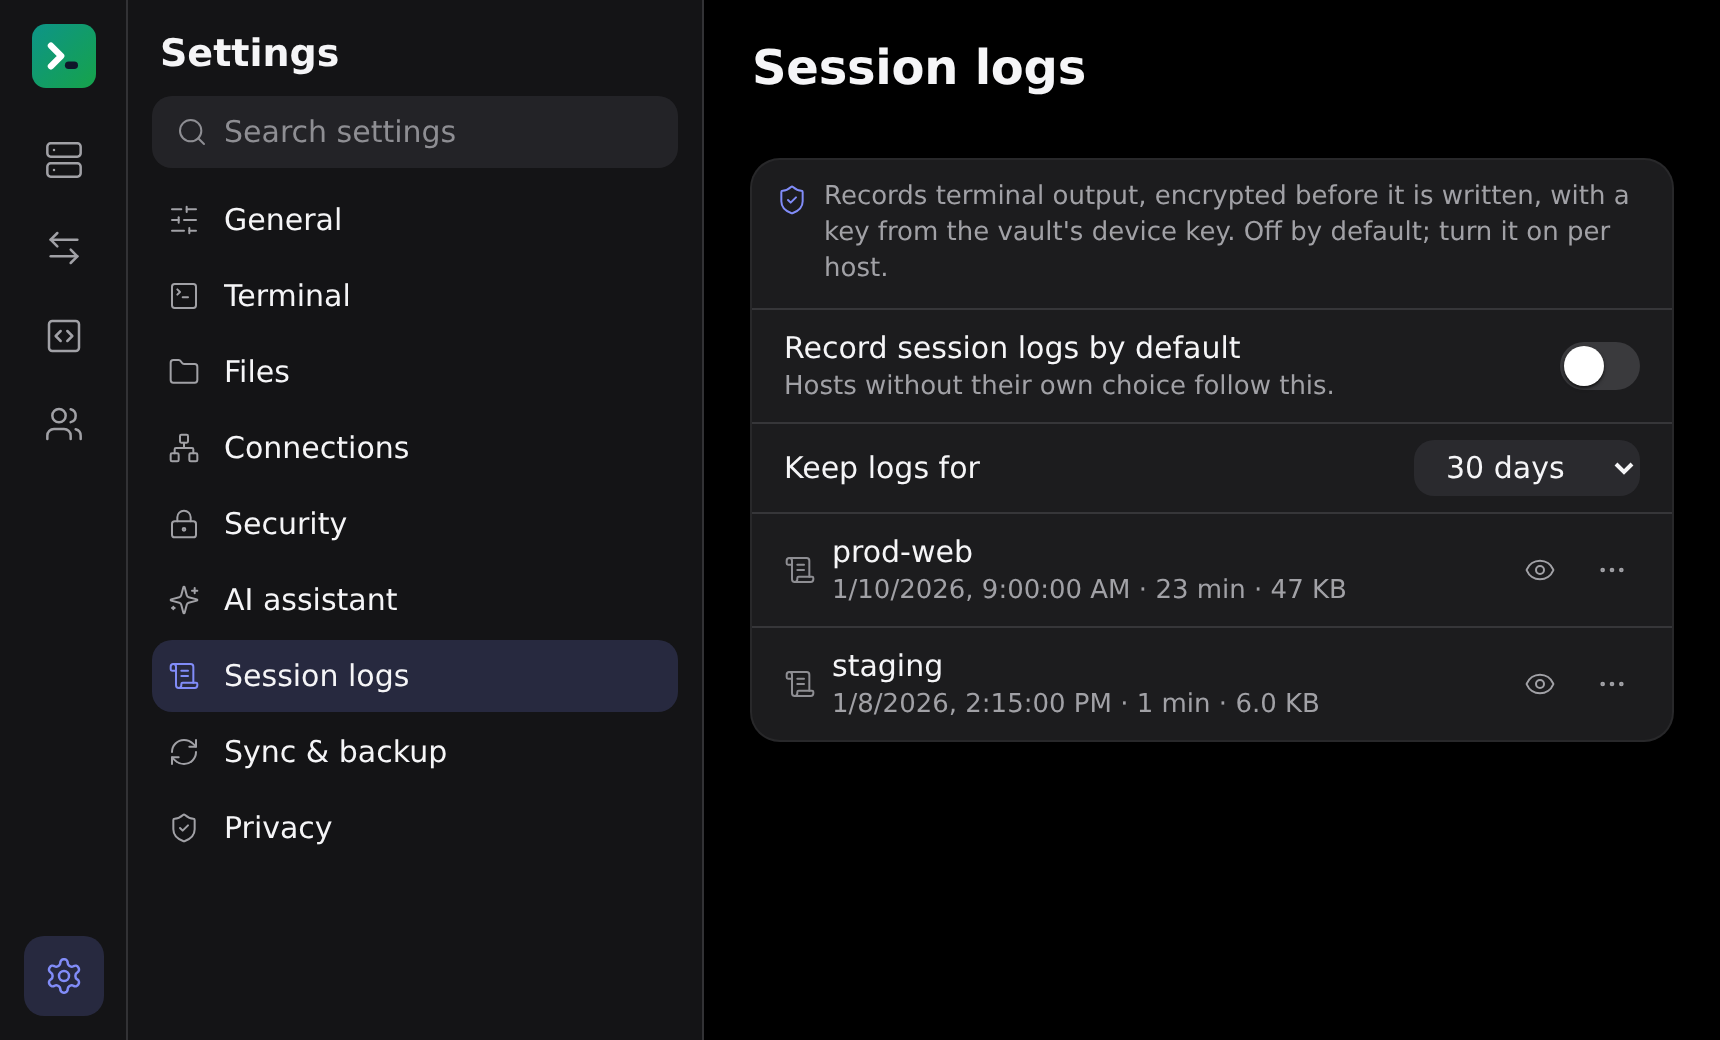 Settings
Search settings
General
Terminal
Files
Connections
Security
AI assistant
Session logs
Sync & backup
Privacy
Session logs
Records terminal output, encrypted before it is written, with a
key from the vault's device key. Off by default; turn it on per
host.
Record session logs by default
Hosts without their own choice follow this.
Keep logs for
30 days
prod-web
1/10/2026, 9:00:00 AM · 23 min · 47 KB
staging
1/8/2026, 2:15:00 PM · 1 min · 6.0 KB